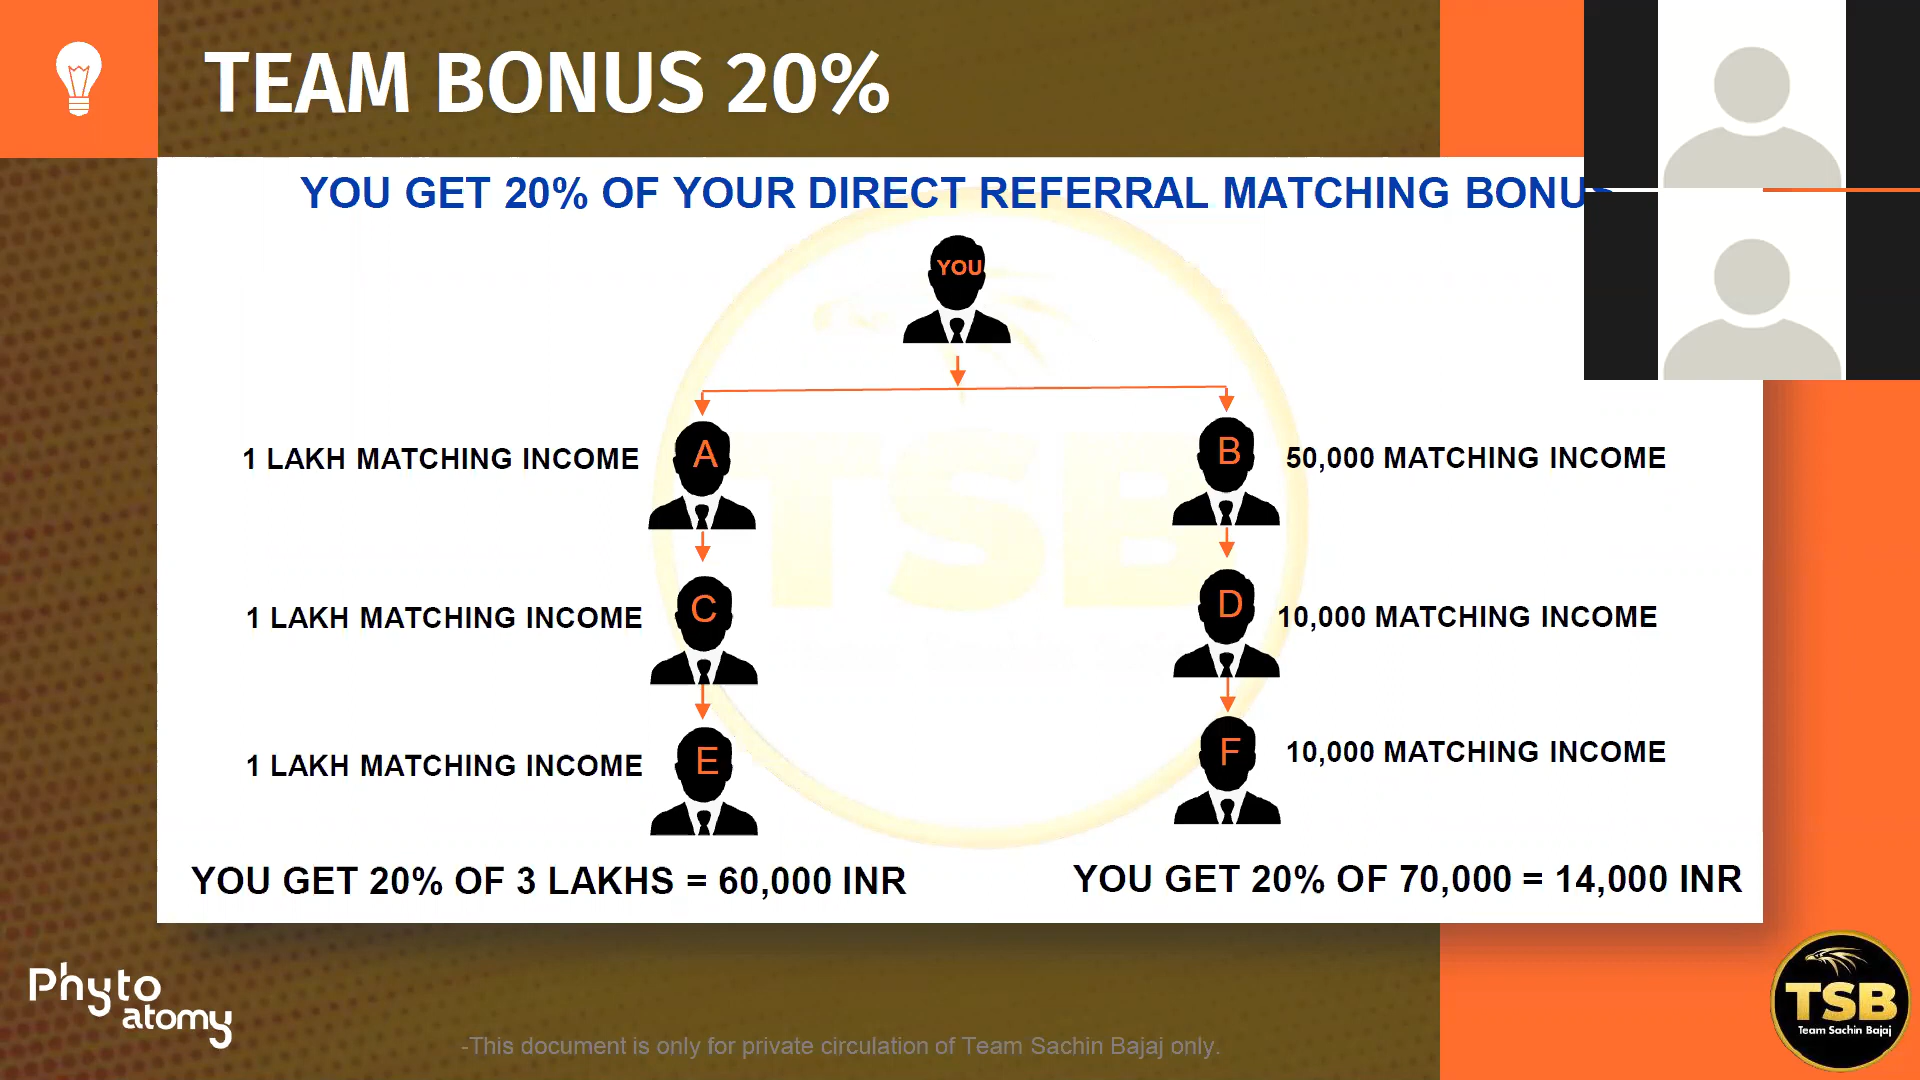 TEAM BONUS 20%
YOU GET 20% OF YOUR DIRECT REFERRAL MATCHING BONUS
YOU
1 LAKH MATCHING INCOME
A
B
50,000 MATCHING INCOME
1 LAKH MATCHING INCOME
C
D
10,000 MATCHING INCOME
1 LAKH MATCHING INCOME
E
F
10,000 MATCHING INCOME
TSB
YOU GET 20% OF 3 LAKHS = 60,000 INR
YOU GET 20% OF 70,000 = 14,000 INR
Phyto
atomy
-This document is only for private circulation of Team Sachin Bajaj only.
TSB
Team Sachin Bajaj